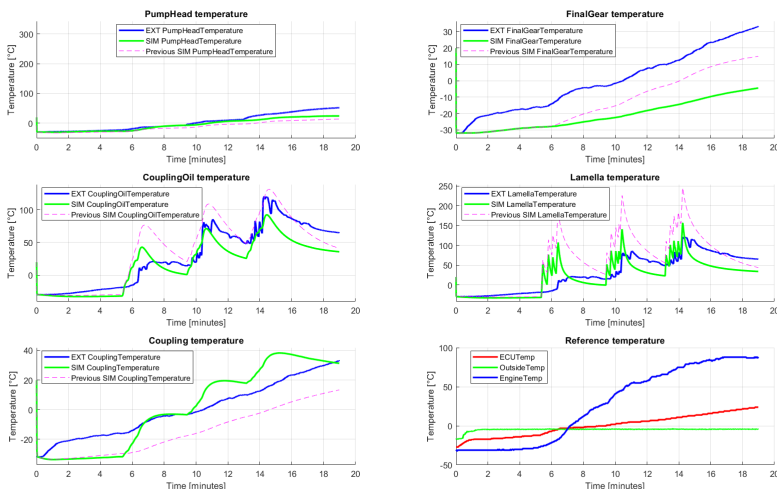 PumpHead temperature
Temperature [°C]
300
200
100
0
EXT PumpHeadTemperature
SIM PumpHeadTemperature
Previous SIM PumpHeadTemperature
0 2 4 6 8 10 12 14 16 18 20
Time [minutes]
FinalGear temperature
Temperature [°C]
30
20
10
0
-10
-20
-30
EXT FinalGearTemperature
SIM FinalGearTemperature
Previous SIM FinalGearTemperature
0 2 4 6 8 10 12 14 16 18 20
Time [minutes]
CouplingOil temperature
Temperature [°C]
100
50
0
EXT CouplingOilTemperature
SIM CouplingOilTemperature
Previous SIM CouplingOilTemperature
0 2 4 6 8 10 12 14 16 18 20
Time [minutes]
Lamella temperature
Temperature [°C]
250
200
150
100
50
0
EXT LamellaTemperature
SIM LamellaTemperature
Previous SIM LamellaTemperature
0 2 4 6 8 10 12 14 16 18 20
Time [minutes]
Coupling temperature
Temperature [°C]
40
20
0
-20
EXT CouplingTemperature
SIM CouplingTemperature
Previous SIM CouplingTemperature
0 2 4 6 8 10 12 14 16 18 20
Time [minutes]
Reference temperature
Temperature [°C]
100
50
0
-50
ECUTemp
OutsideTemp
EngineTemp
0 2 4 6 8 10 12 14 16 18 20
Time [minutes]